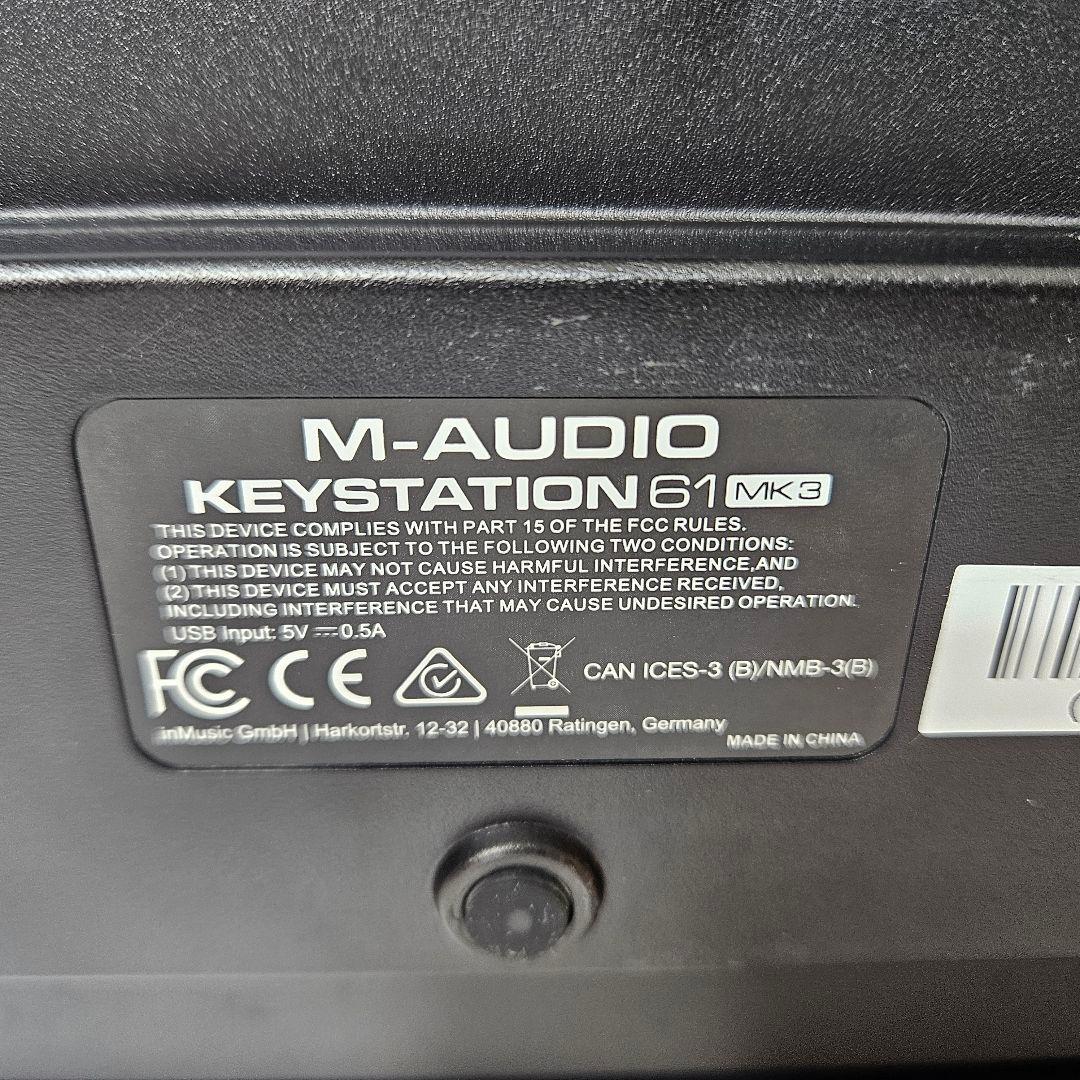 M-AUDIO
KEYSTATION 61 MK3
THIS DEVICE COMPLIES WITH PART 15 OF THE FCC RULES.
OPERATION IS SUBJECT TO THE FOLLOWING TWO CONDITIONS:
(1) THIS DEVICE MAY NOT CAUSE HARMFUL INTERFERENCE,AND
(2) THIS DEVICE MUST ACCEPT ANY INTERFERENCE RECEIVED,
INCLUDING INTERFERENCE THAT MAY CAUSE UNDESIRED OPERATION.
USB Input: 5V ⎓ 0.5A
FC CE CAN ICES-3 (B)/NMB-3(B)
inMusic GmbH | Harkortstr. 12-32 | 40880 Ratingen, Germany
MADE IN CHINA